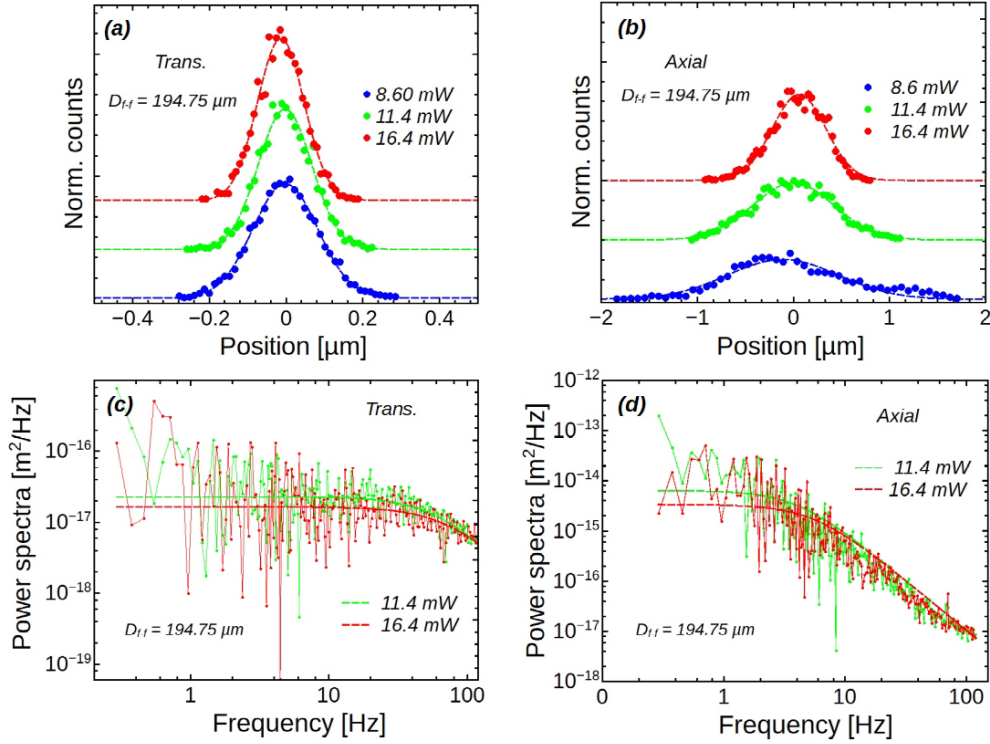 (a)
Trans.
D_f-f = 194.75 µm
8.60 mW
11.4 mW
16.4 mW
Norm. counts
−0.4 −0.2 0 0.2 0.4
Position [µm]
(b)
Axial
D_f-f = 194.75 µm
8.6 mW
11.4 mW
16.4 mW
Norm. counts
−2 −1 0 1 2
Position [µm]
(c)
Trans.
Power spectra [m²/Hz]
10⁻¹⁶
10⁻¹⁷
10⁻¹⁸
10⁻¹⁹
11.4 mW
16.4 mW
D_f-f = 194.75 µm
1 10 100
Frequency [Hz]
(d)
Axial
Power spectra [m²/Hz]
10⁻¹²
10⁻¹³
10⁻¹⁴
10⁻¹⁵
10⁻¹⁶
10⁻¹⁷
10⁻¹⁸
11.4 mW
16.4 mW
D_f-f = 194.75 µm
0 1 10 100
Frequency [Hz]